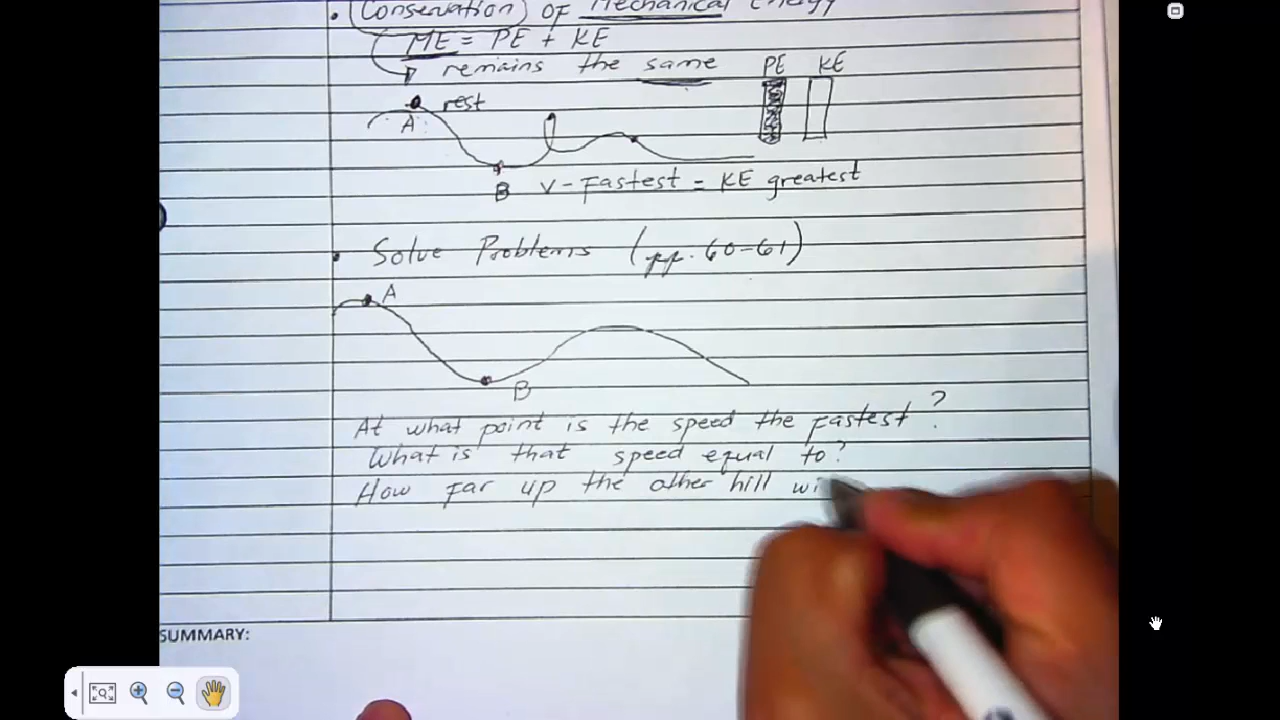 • Conservation of Mechanical Energy
ME = PE + KE
remains the same PE KE
rest
A
B V-Fastest = KE greatest
• Solve Problems (pp. 60-61)
A
B
At what point is the speed the fastest?
What is that speed equal to?
How far up the other hill wi
SUMMARY: